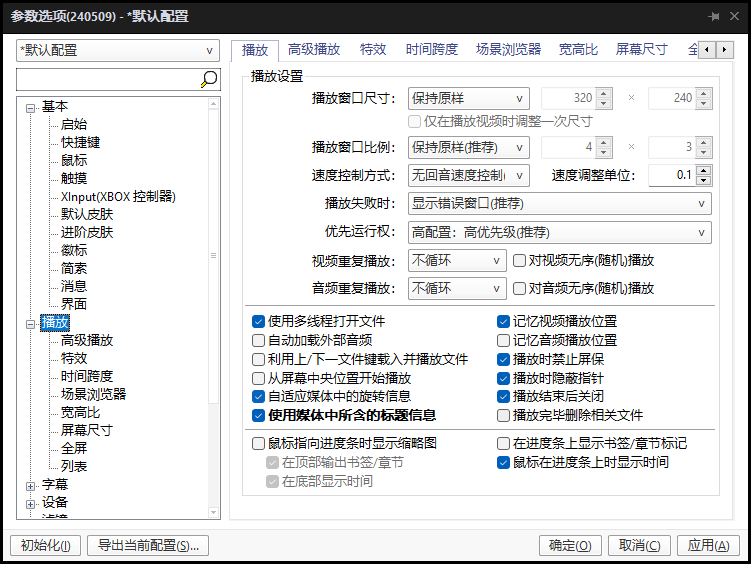 参数选项(240509) - *默认配置
*默认配置
基本
启始
快捷键
鼠标
触摸
XInput(XBOX 控制器)
默认皮肤
进阶皮肤
徽标
简索
消息
界面
播放
高级播放
特效
时间跨度
场景浏览器
宽高比
屏幕尺寸
全屏
列表
字幕
设备
播放 高级播放 特效 时间跨度 场景浏览器 宽高比 屏幕尺寸 全
播放设置
播放窗口尺寸: 保持原样 320 × 240
仅在播放视频时调整一次尺寸
播放窗口比例: 保持原样(推荐) 4 × 3
速度控制方式: 无回音速度控制( 速度调整单位: 0.1
播放失败时: 显示错误窗口(推荐)
优先运行权: 高配置: 高优先级(推荐)
视频重复播放: 不循环 对视频无序(随机)播放
音频重复播放: 不循环 对音频无序(随机)播放
使用多线程打开文件 记忆视频播放位置
自动加载外部音频 记忆音频播放位置
利用上/下一文件键载入并播放文件 播放时禁止屏保
从屏幕中央位置开始播放 播放时隐蔽指针
自适应媒体中的旋转信息 播放结束后关闭
使用媒体中所含的标题信息 播放完毕删除相关文件
鼠标指向进度条时显示缩略图 在进度条上显示书签/章节标记
在顶部输出书签/章节 鼠标在进度条上时显示时间
在底部显示时间
初始化(I) 导出当前配置(S)... 确定(O) 取消(C) 应用(A)